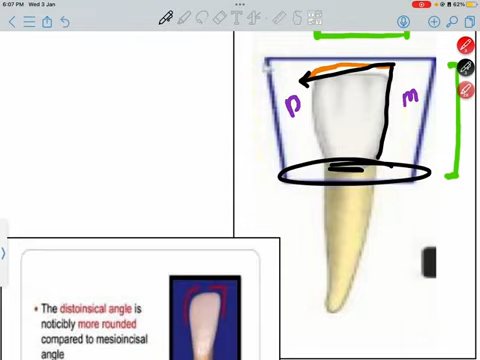 6:07 PM Wed 3 Jan
62%
D
m
• The distoinsical angle is
noticibly more rounded
compared to mesioincisal
angle